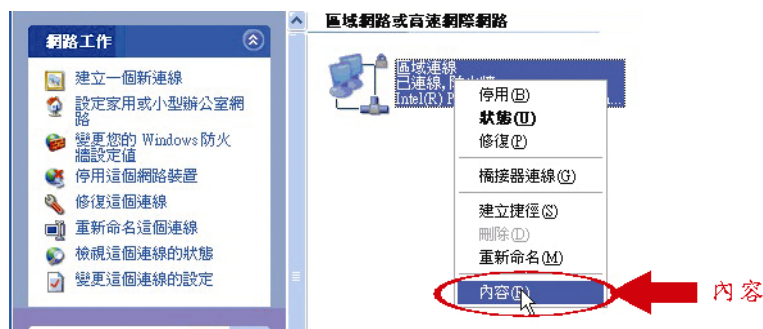 網路工作
建立一個新連線
設定家用或小型辦公室網
路
變更您的 Windows 防火
牆設定值
停用這個網路裝置
修復這個連線
重新命名這個連線
檢視這個連線的狀態
變更這個連線的設定
區域網路或高速網際網路
區域連線
已連線,防火牆
Intel(R) P
停用(B)
狀態(U)
修復(P)
橋接器連線(G)
建立捷徑(S)
刪除(D)
重新命名(M)
內容(R)
內容